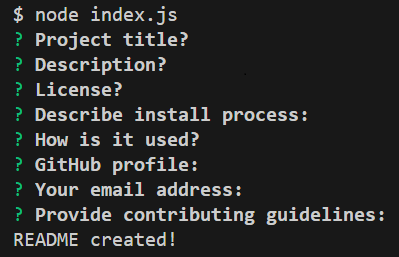 $ node index.js
? Project title?
? Description?
? License?
? Describe install process:
? How is it used?
? GitHub profile:
? Your email address:
? Provide contributing guidelines:
README created!